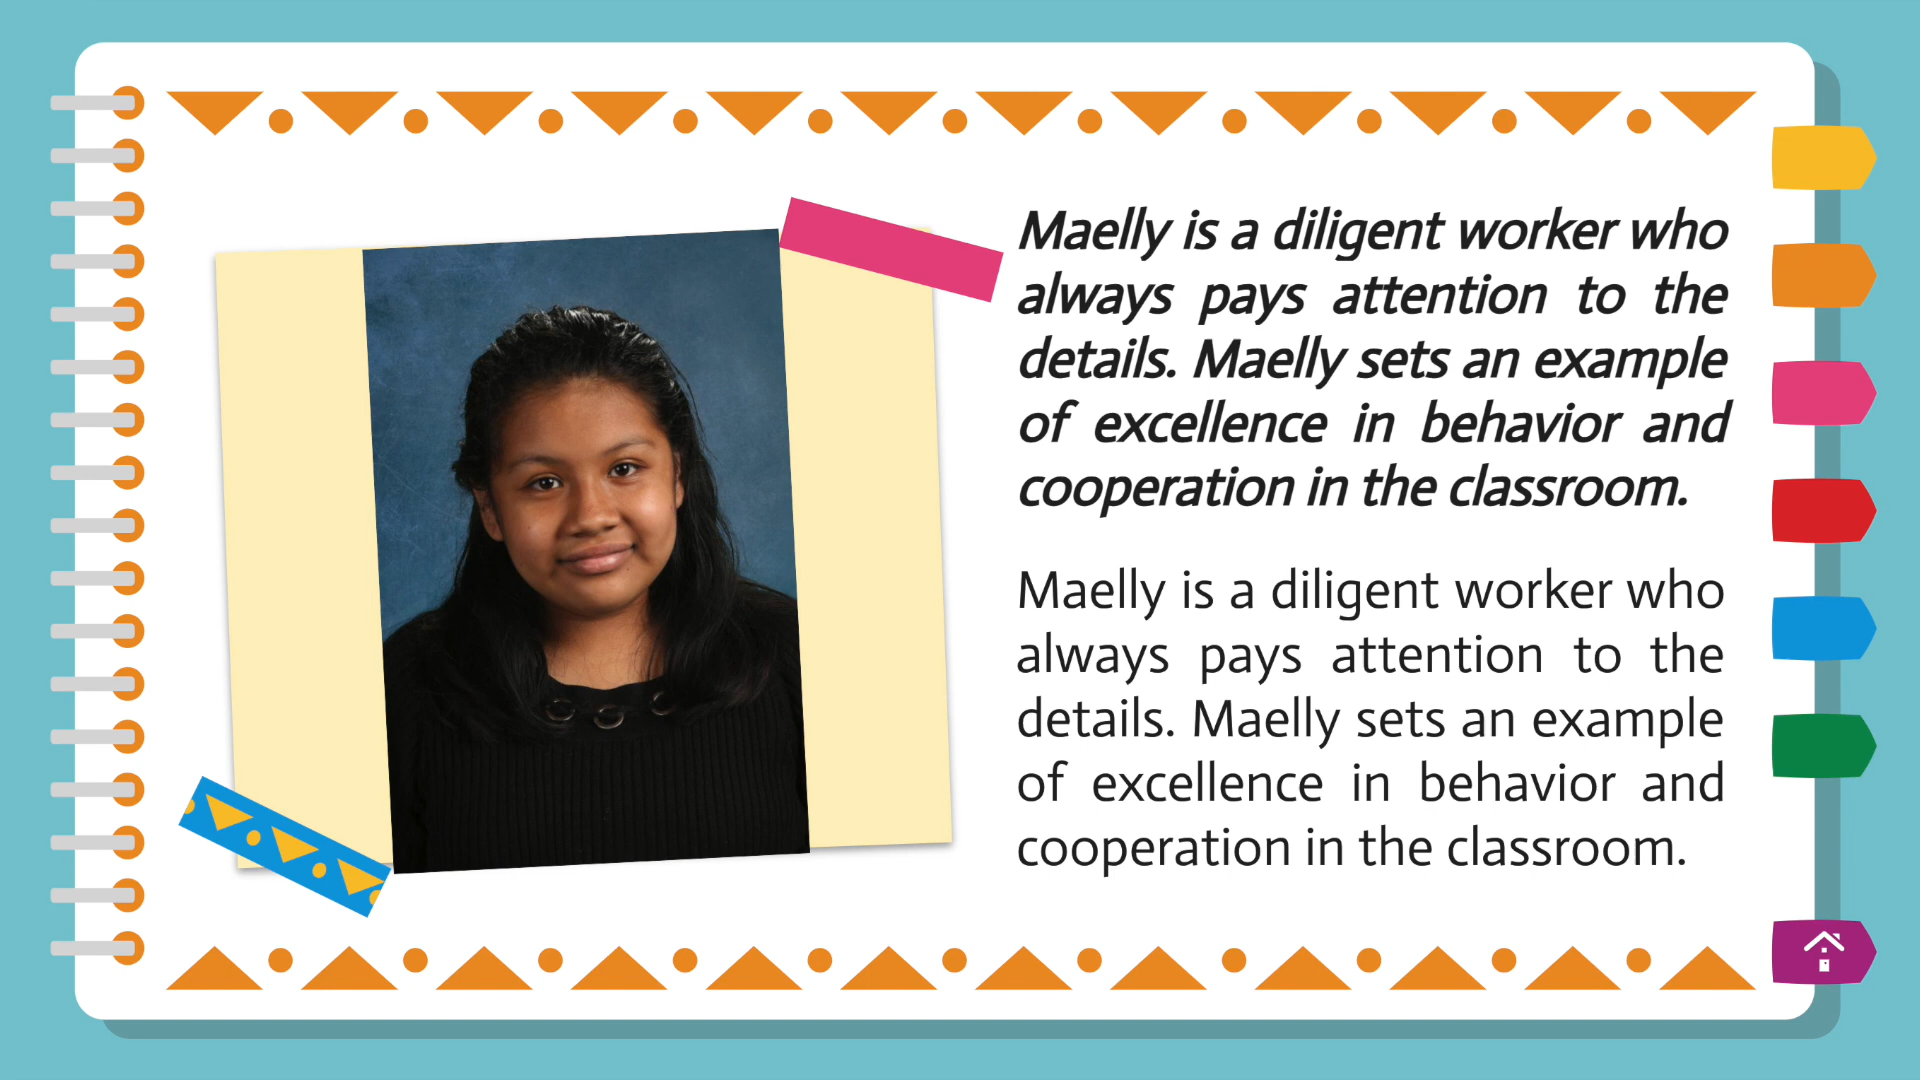 Maelly is a diligent worker who
always pays attention to the
details. Maelly sets an example
of excellence in behavior and
cooperation in the classroom.
Maelly is a diligent worker who
always pays attention to the
details. Maelly sets an example
of excellence in behavior and
cooperation in the classroom.